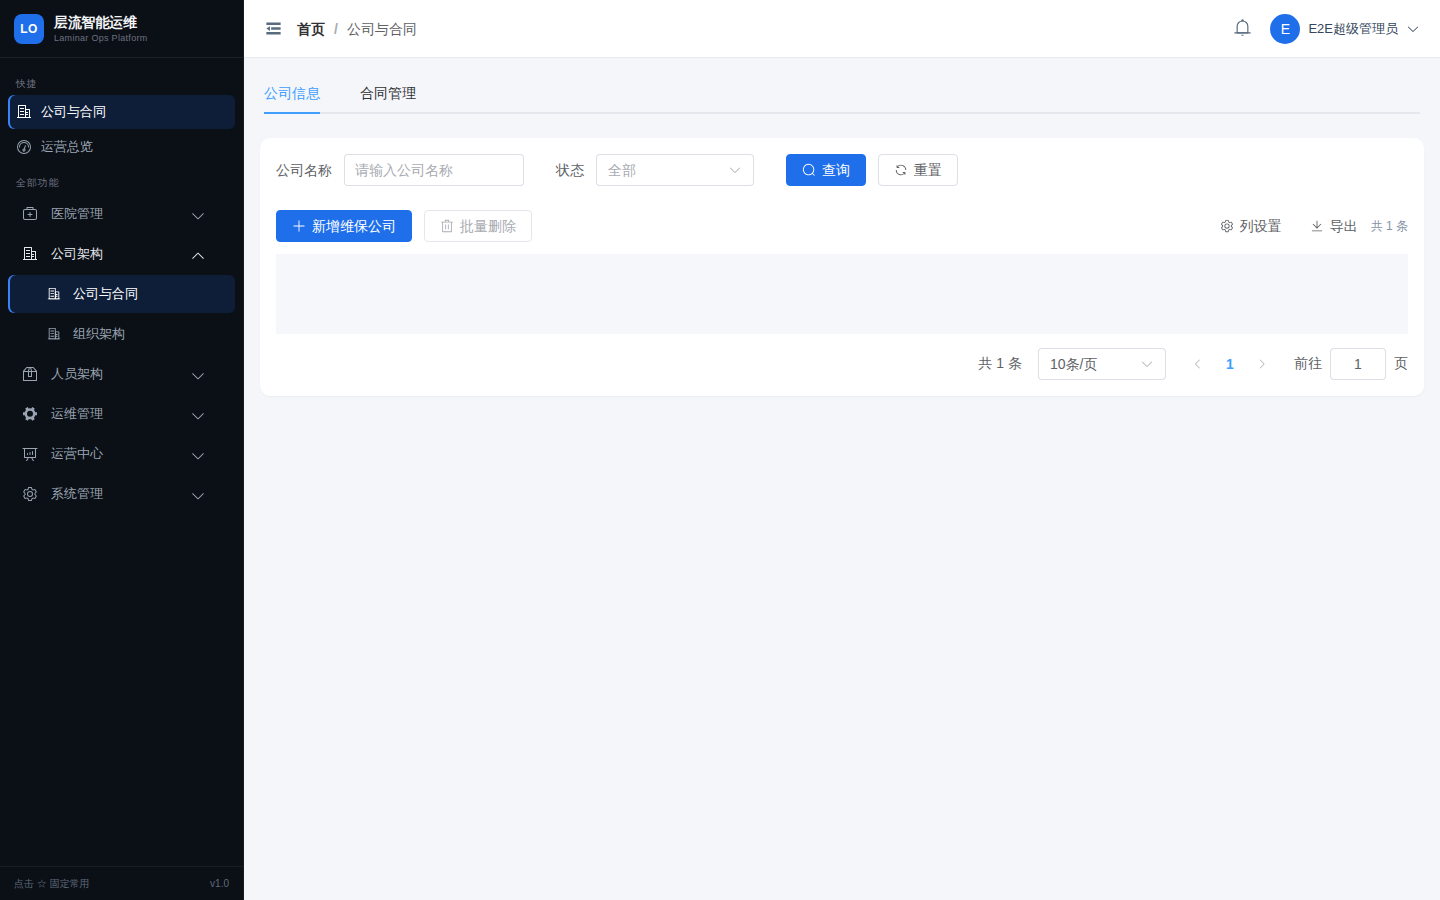 LO
层流智能运维
Laminar Ops Platform
快捷
公司与合同
运营总览
全部功能
医院管理
公司架构
公司与合同
组织架构
人员架构
运维管理
运营中心
系统管理
点击 ☆ 固定常用
v1.0
首页 / 公司与合同
E
E2E超级管理员
公司信息
合同管理
公司名称
请输入公司名称
状态
全部
查询
重置
新增维保公司
批量删除
列设置
导出
共 1 条
共 1 条
10条/页
1
前往
1
页